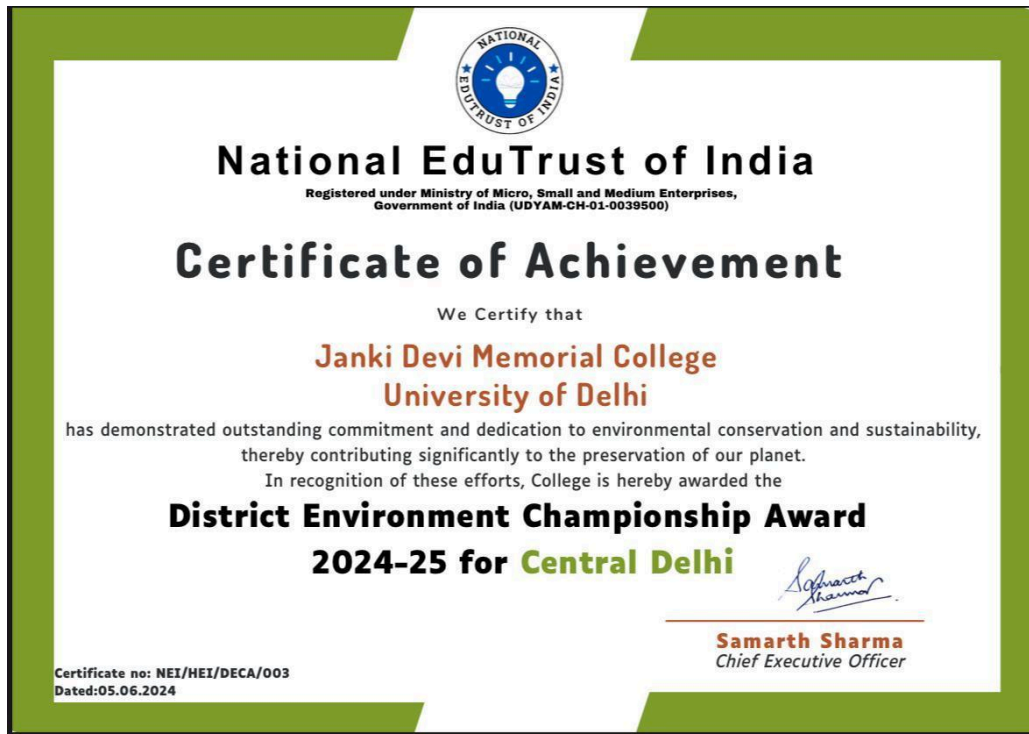 NATIONAL
EDUTRUST OF INDIA
National EduTrust of India
Registered under Ministry of Micro, Small and Medium Enterprises,
Government of India (UDYAM-CH-01-0039500)
Certificate of Achievement
We Certify that
Janki Devi Memorial College
University of Delhi
has demonstrated outstanding commitment and dedication to environmental conservation and sustainability,
thereby contributing significantly to the preservation of our planet.
In recognition of these efforts, College is hereby awarded the
District Environment Championship Award
2024-25 for Central Delhi
Samarth
Sharma
Samarth Sharma
Chief Executive Officer
Certificate no: NEI/HEI/DECA/003
Dated:05.06.2024